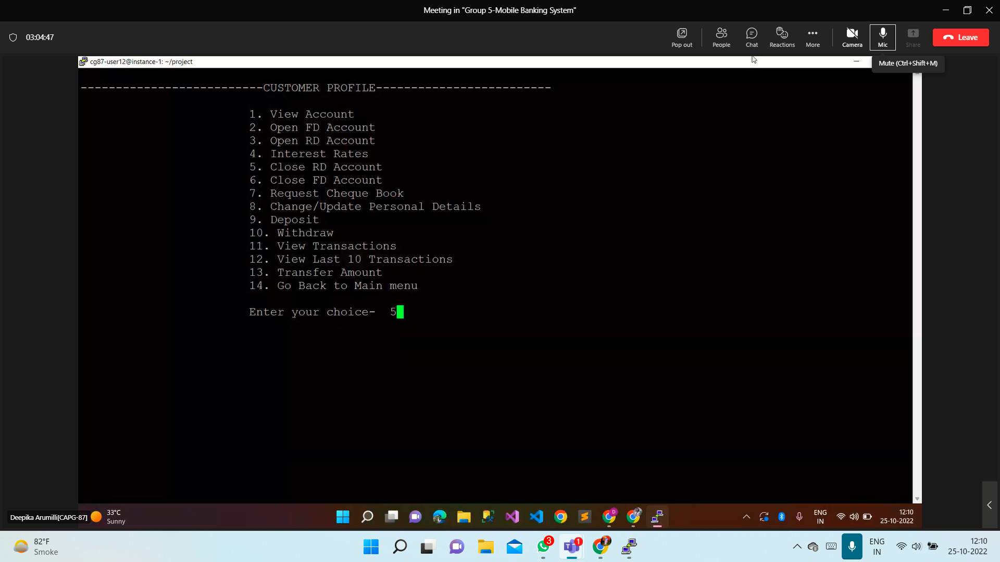 Meeting in "Group 5-Mobile Banking System"
03:04:47
Pop out
People
Chat
Reactions
More
Camera
Mic
Share
Leave
cg87-user12@instance-1: ~/project
Mute (Ctrl+Shift+M)
--------------------------CUSTOMER PROFILE-------------------------
1. View Account
2. Open FD Account
3. Open RD Account
4. Interest Rates
5. Close RD Account
6. Close FD Account
7. Request Cheque Book
8. Change/Update Personal Details
9. Deposit
10. Withdraw
11. View Transactions
12. View Last 10 Transactions
13. Transfer Amount
14. Go Back to Main menu
Enter your choice-  5
Deepika Arumilli[CAPG-87]
33°C
Sunny
D
ENG
IN
12:10
25-10-2022
82°F
Smoke
3
1
ENG
IN
12:10
25-10-2022